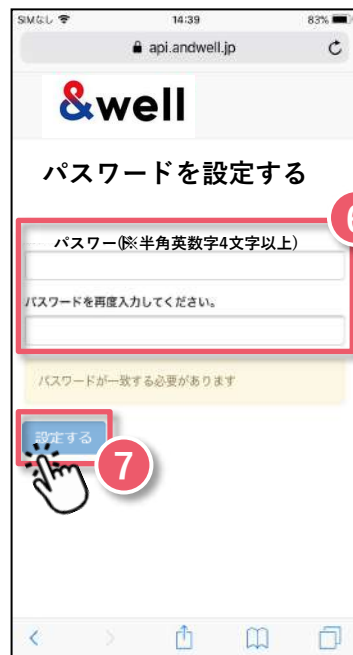 SIMなし 14:39 83%
api.andwell.jp
&well
パスワードを設定する
6
パスワード(※半角英数字4文字以上)
パスワードを再度入力してください。
パスワードが一致する必要があります
設定する
7